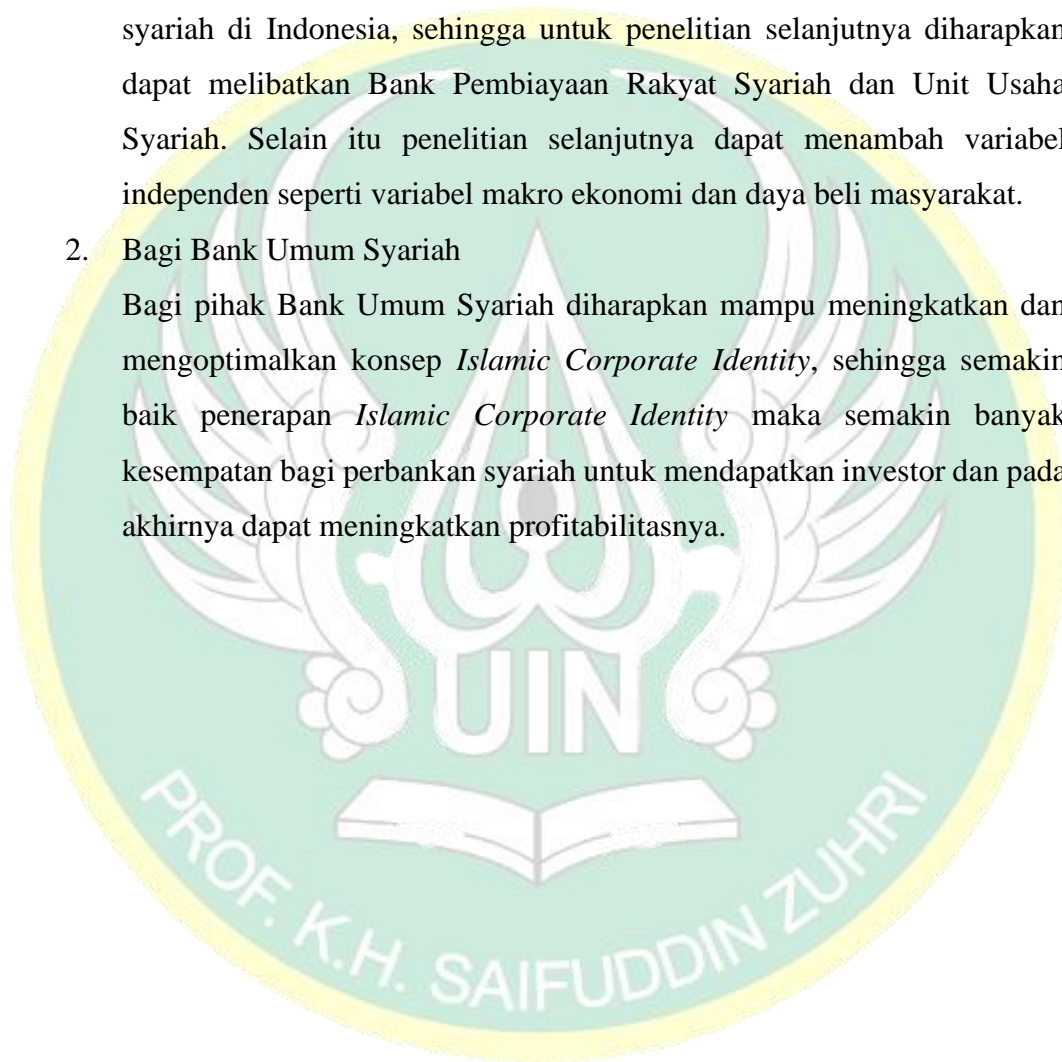 syariah di Indonesia, sehingga untuk penelitian selanjutnya diharapkan
dapat melibatkan Bank Pembiayaan Rakyat Syariah dan Unit Usaha
Syariah. Selain itu penelitian selanjutnya dapat menambah variabel
independen seperti variabel makro ekonomi dan daya beli masyarakat.
2. Bagi Bank Umum Syariah
Bagi pihak Bank Umum Syariah diharapkan mampu meningkatkan dan
mengoptimalkan konsep Islamic Corporate Identity, sehingga semakin
baik penerapan Islamic Corporate Identity maka semakin banyak
kesempatan bagi perbankan syariah untuk mendapatkan investor dan pada
akhirnya dapat meningkatkan profitabilitasnya.
UIN
PROF. K.H. SAIFUDDIN ZUHRI